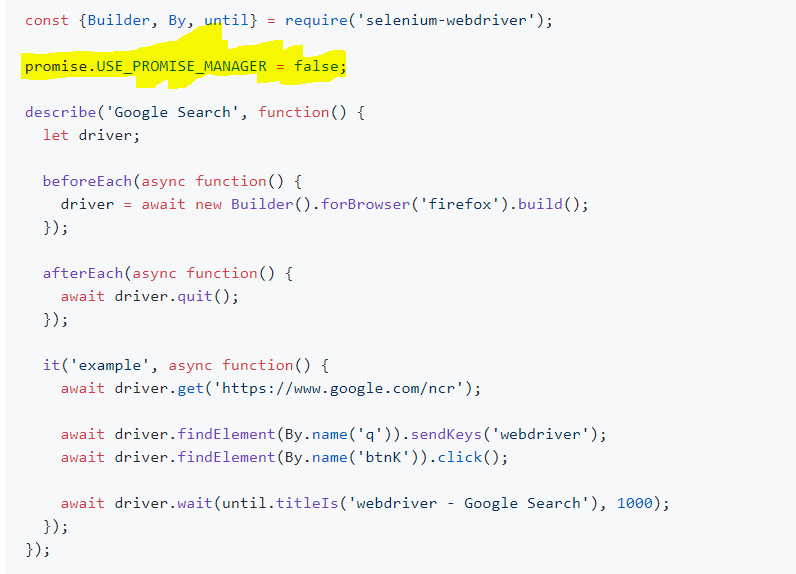 const {Builder, By, until} = require('selenium-webdriver');
promise.USE_PROMISE_MANAGER = false;
describe('Google Search', function() {
let driver;
beforeEach(async function() {
driver = await new Builder().forBrowser('firefox').build();
});
afterEach(async function() {
await driver.quit();
});
it('example', async function() {
await driver.get('https://www.google.com/ncr');
await driver.findElement(By.name('q')).sendKeys('webdriver');
await driver.findElement(By.name('btnK')).click();
await driver.wait(until.titleIs('webdriver - Google Search'), 1000);
});
});